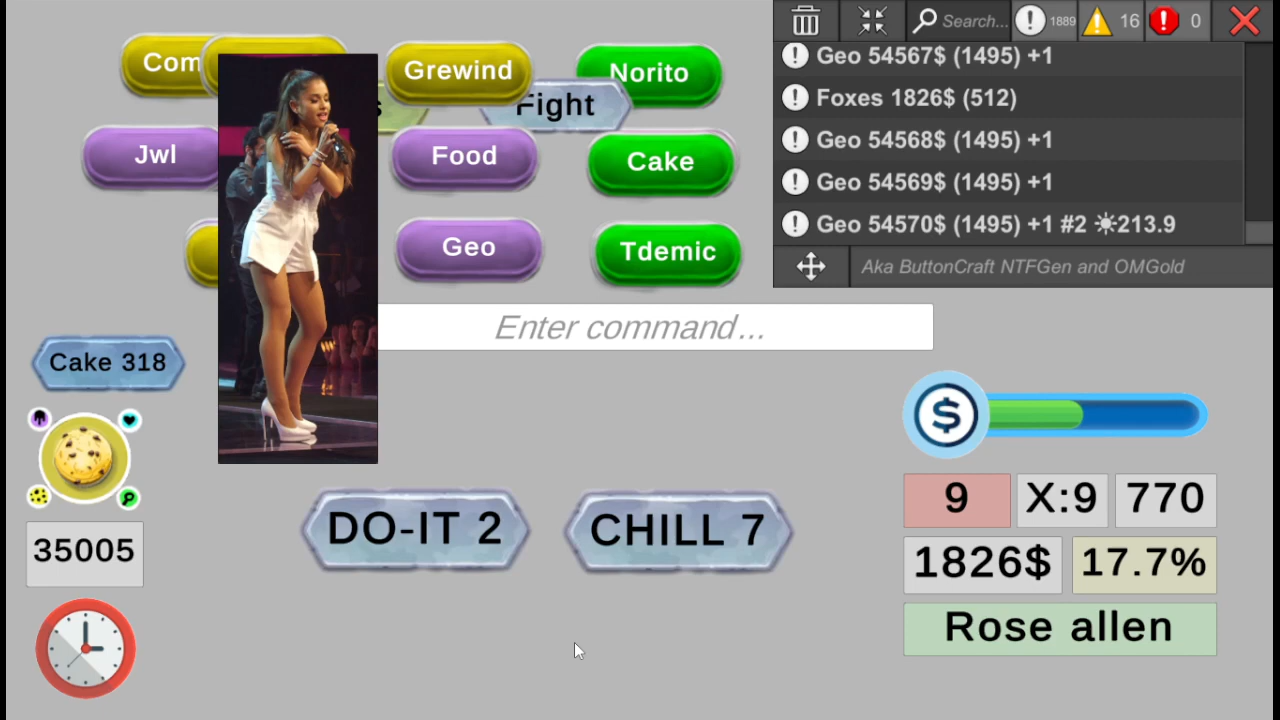 Search...
1889
16
0
Geo 54567$ (1495) +1
Foxes 1826$ (512)
Geo 54568$ (1495) +1
Geo 54569$ (1495) +1
Geo 54570$ (1495) +1 #2 ☀213.9
Aka ButtonCraft NTFGen and OMGold
Grewind
Norito
Fight
Jwl
Food
Cake
Geo
Tdemic
Enter command...
Cake 318
35005
DO-IT 2
CHILL 7
$
9
X:9
770
1826$
17.7%
Rose allen